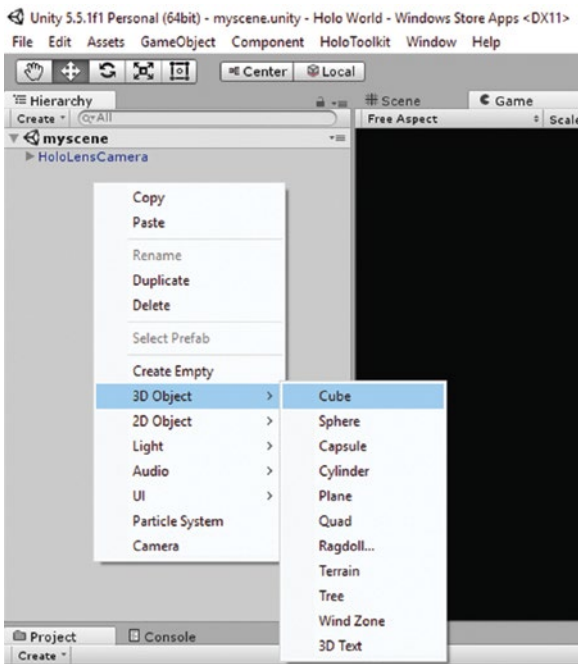 Unity 5.5.1f1 Personal (64bit) - myscene.unity - Holo World - Windows Store Apps <DX11>
File Edit Assets GameObject Component HoloToolkit Window Help
Center Local
Hierarchy
Create All
myscene
HoloLensCamera
Scene Game
Free Aspect Scale
Copy
Paste
Rename
Duplicate
Delete
Select Prefab
Create Empty
3D Object >
2D Object >
Light >
Audio >
UI >
Particle System
Camera
Cube
Sphere
Capsule
Cylinder
Plane
Quad
Ragdoll...
Terrain
Tree
Wind Zone
3D Text
Project Console
Create